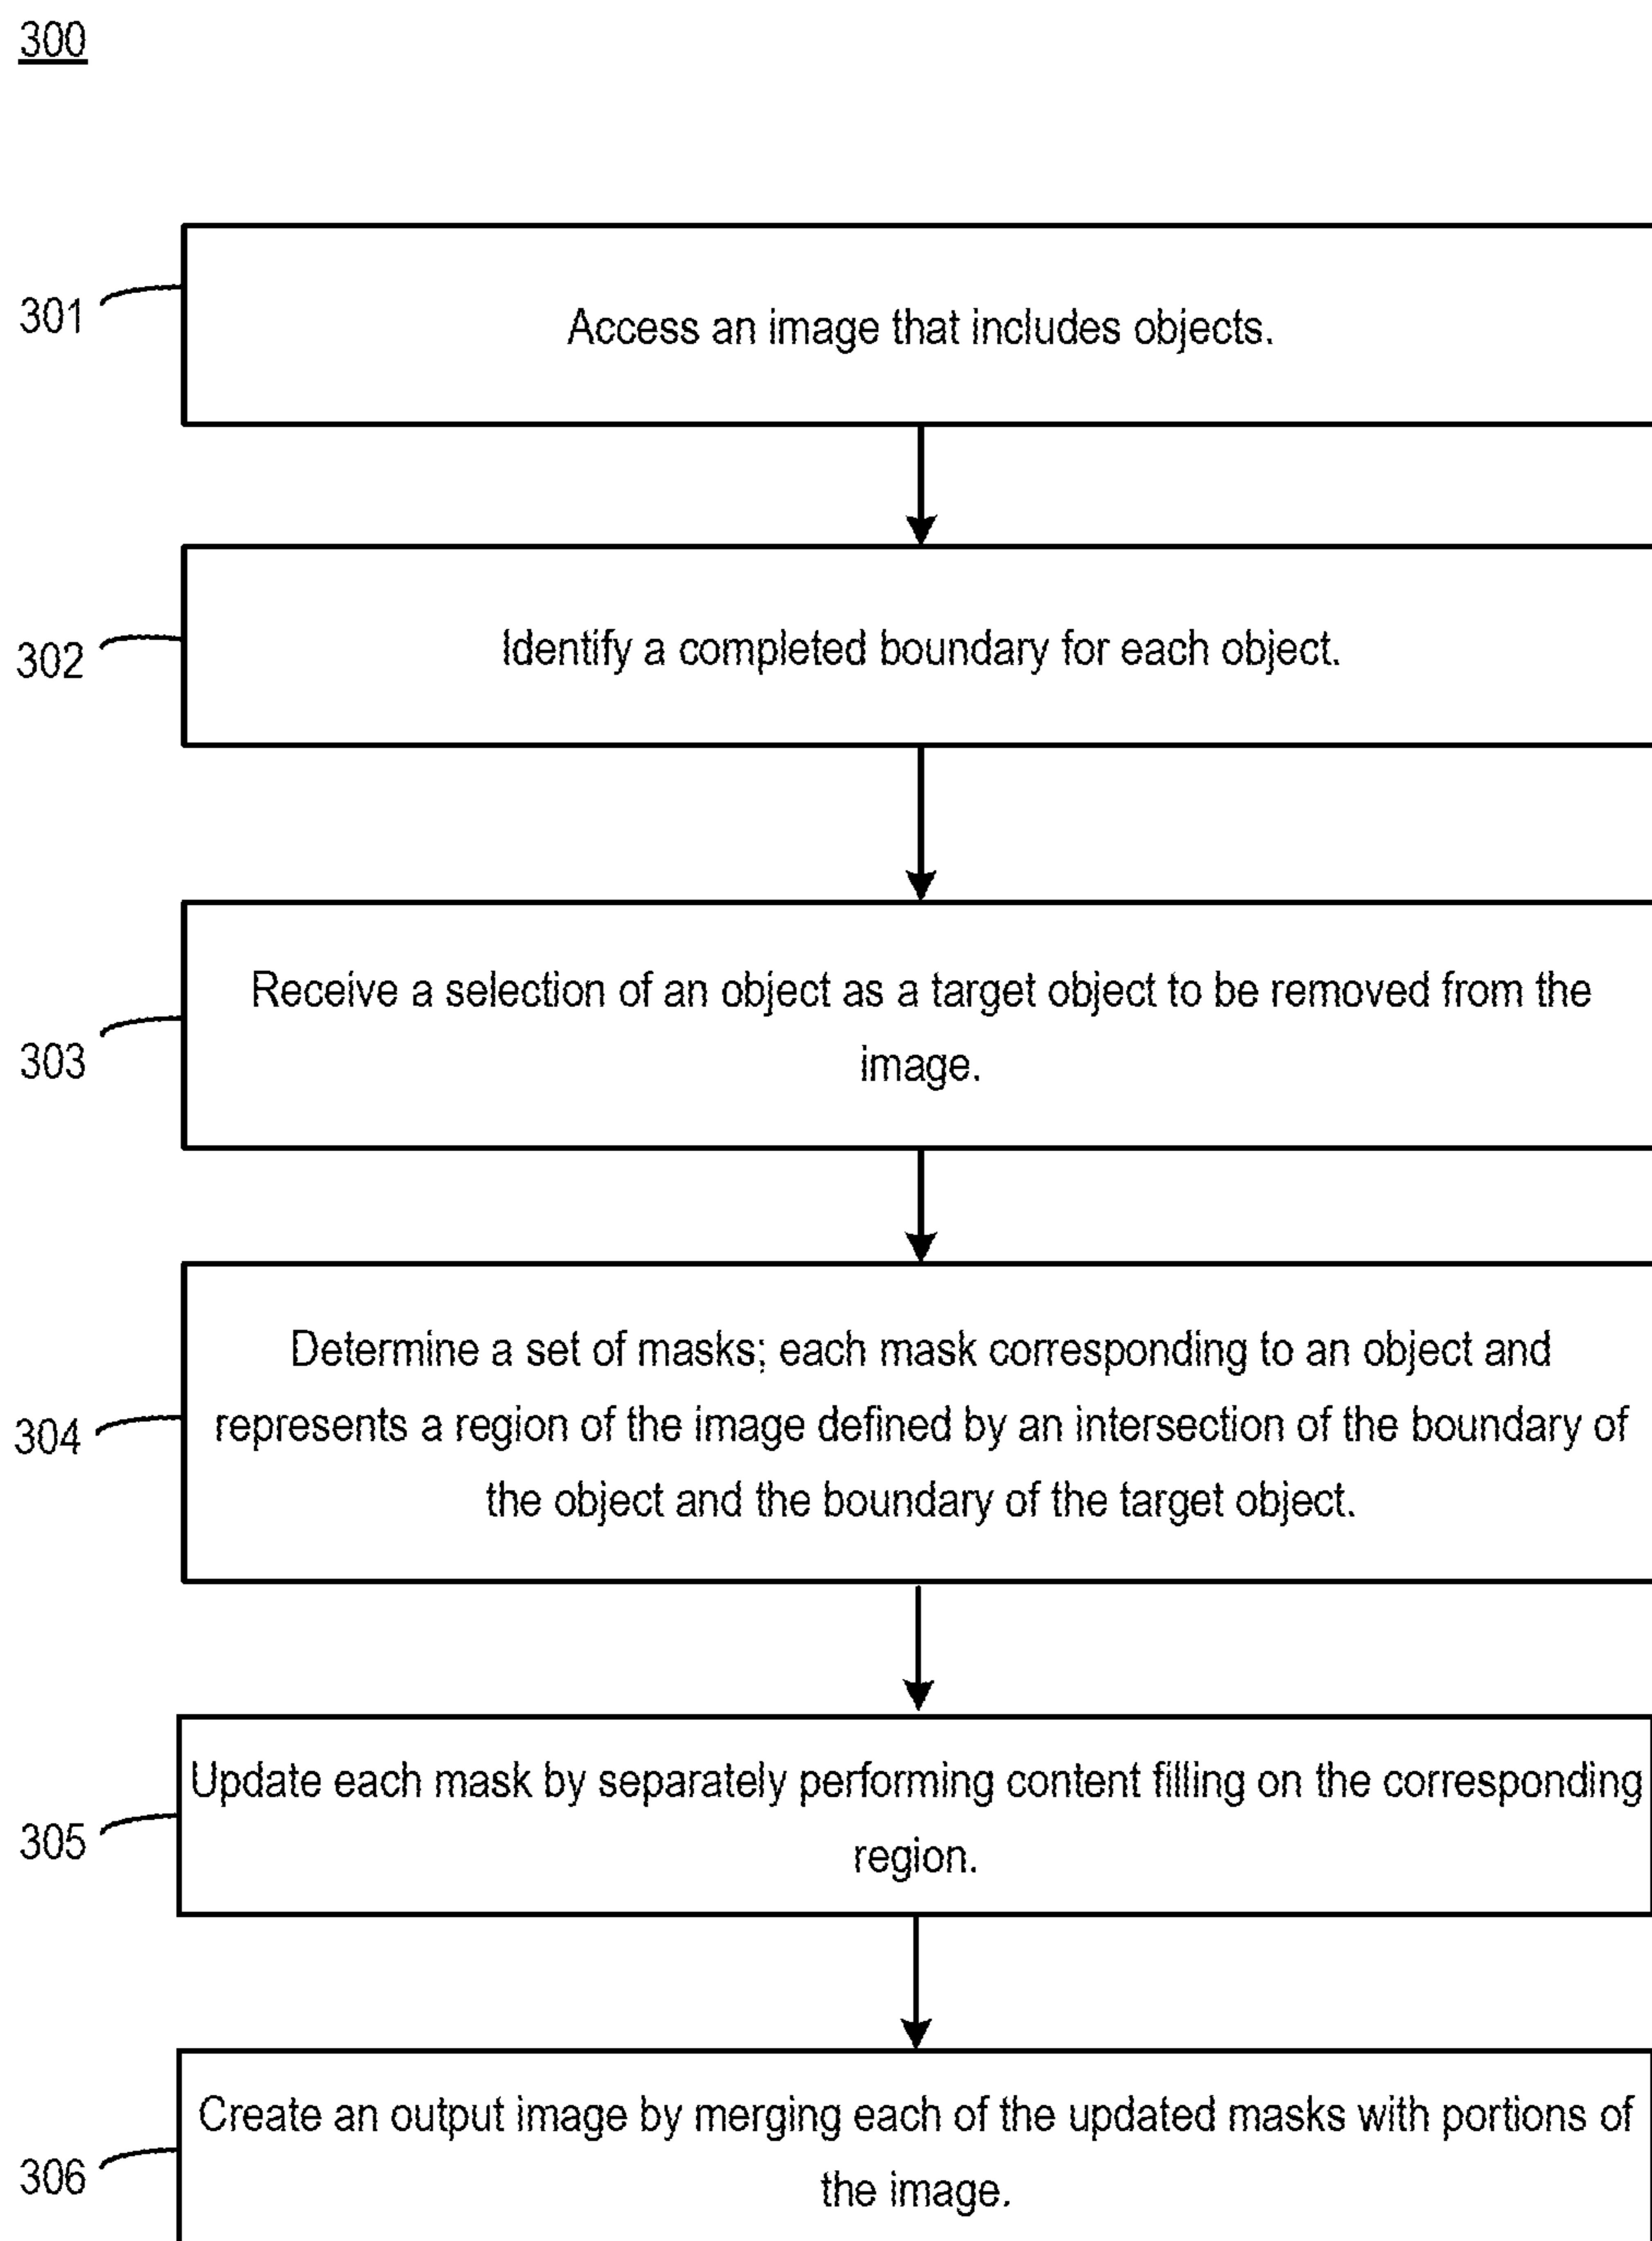 300
301
Access an image that includes objects.
302
Identify a completed boundary for each object.
303
Receive a selection of an object as a target object to be removed from the
image.
304
Determine a set of masks; each mask corresponding to an object and
represents a region of the image defined by an intersection of the boundary of
the object and the boundary of the target object.
305
Update each mask by separately performing content filling on the corresponding
region.
306
Create an output image by merging each of the updated masks with portions of
the image.